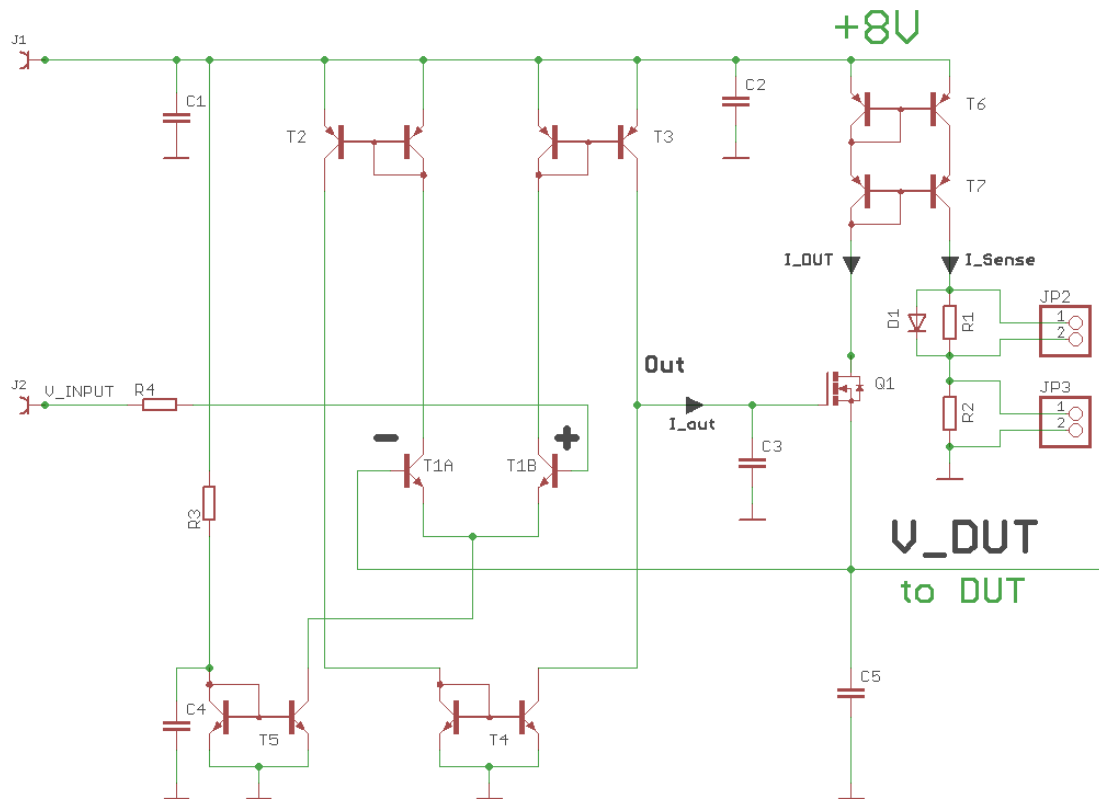 +8V
J1
C1
C2
T2
T3
T6
T7
I_DUT
I_Sense
JP2
D1
R1
1
2
Out
J2
V_INPUT
R4
I_out
Q1
JP3
R2
1
2
-
+
T1A
T1B
C3
R3
V_DUT
to DUT
C4
T5
T4
C5